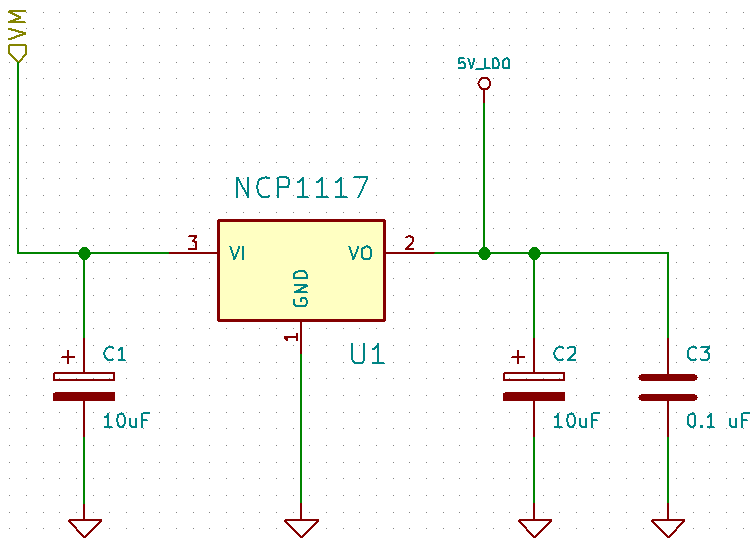 VM
5V_LDO
NCP1117
3
VI
VO
2
GND
1
U1
+
C1
10uF
+
C2
10uF
C3
0.1 uF